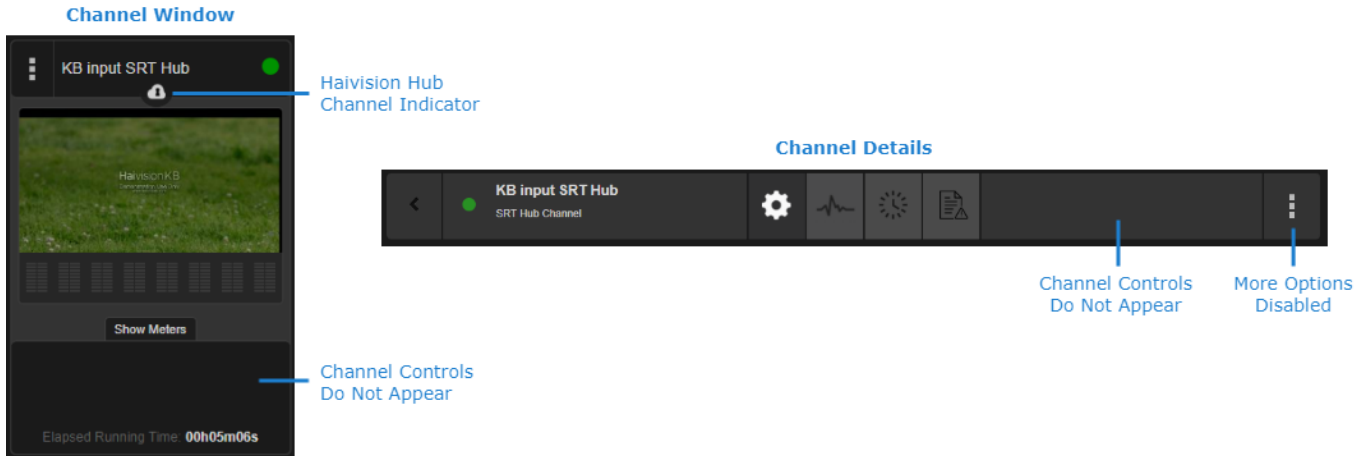 Channel Window
KB input SRT Hub
Haivision Hub
Channel Indicator
HaivisionKB
Show Meters
Channel Controls
Do Not Appear
Elapsed Running Time: 00h05m06s
Channel Details
KB input SRT Hub
SRT Hub Channel
Channel Controls
Do Not Appear
More Options
Disabled